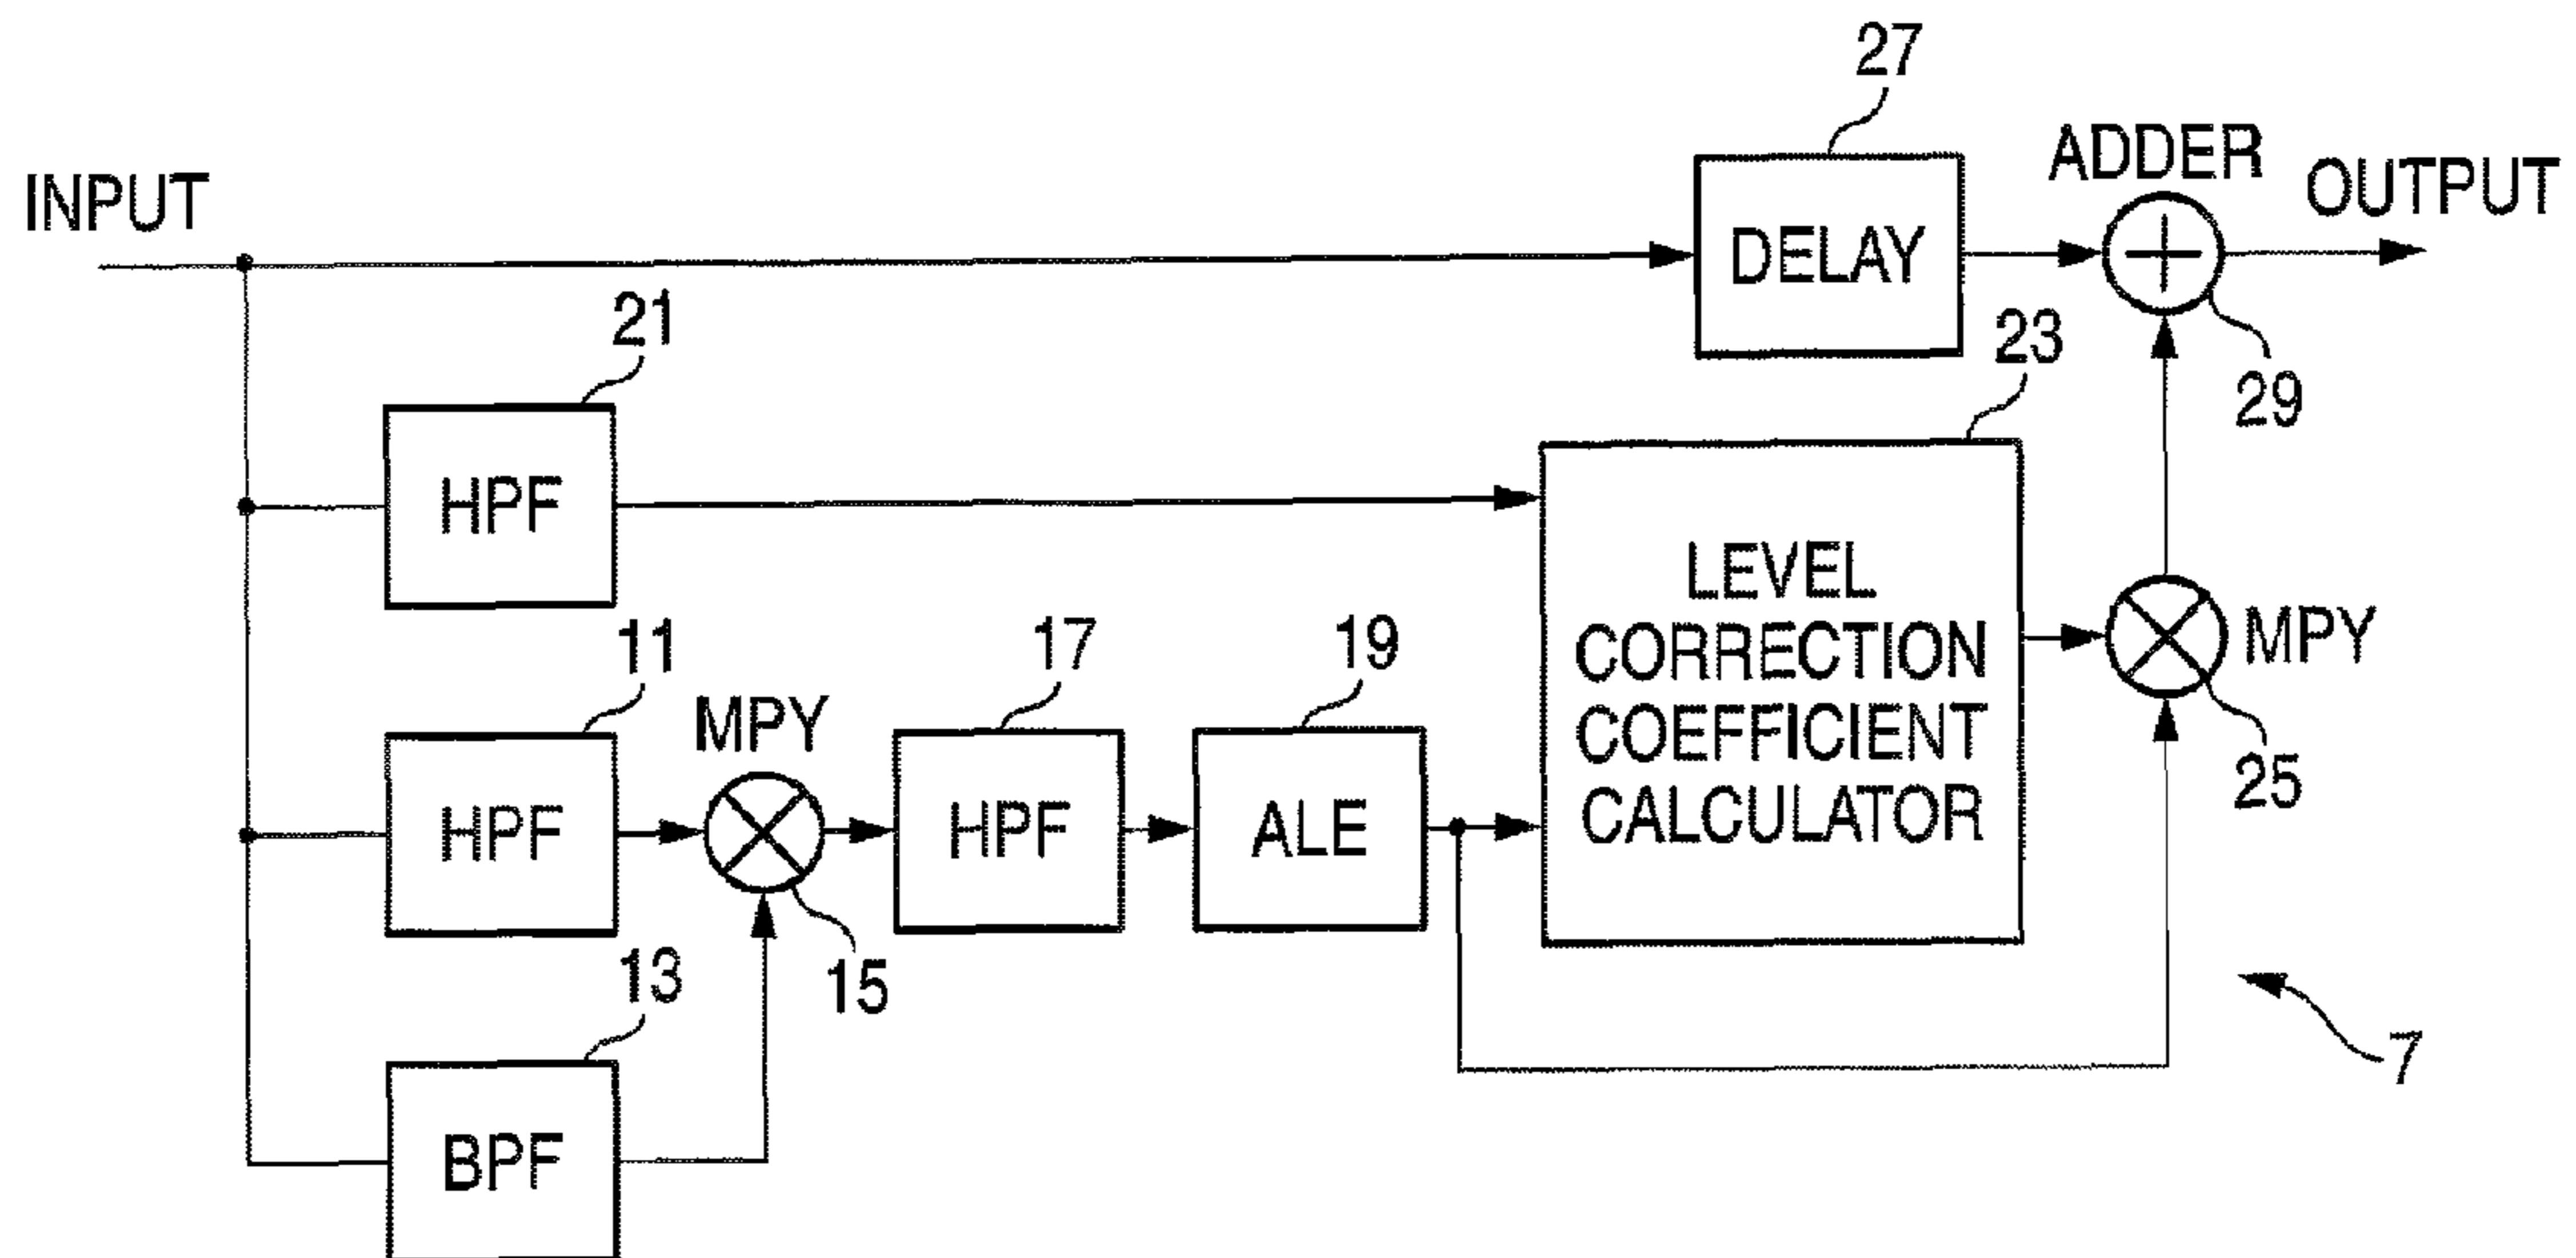 27
ADDER
INPUT
OUTPUT
DELAY
21
23
29
HPF
LEVEL
CORRECTION
COEFFICIENT
CALCULATOR
MPY
25
11
MPY
17
19
HPF
15
HPF
ALE
13
BPF
7